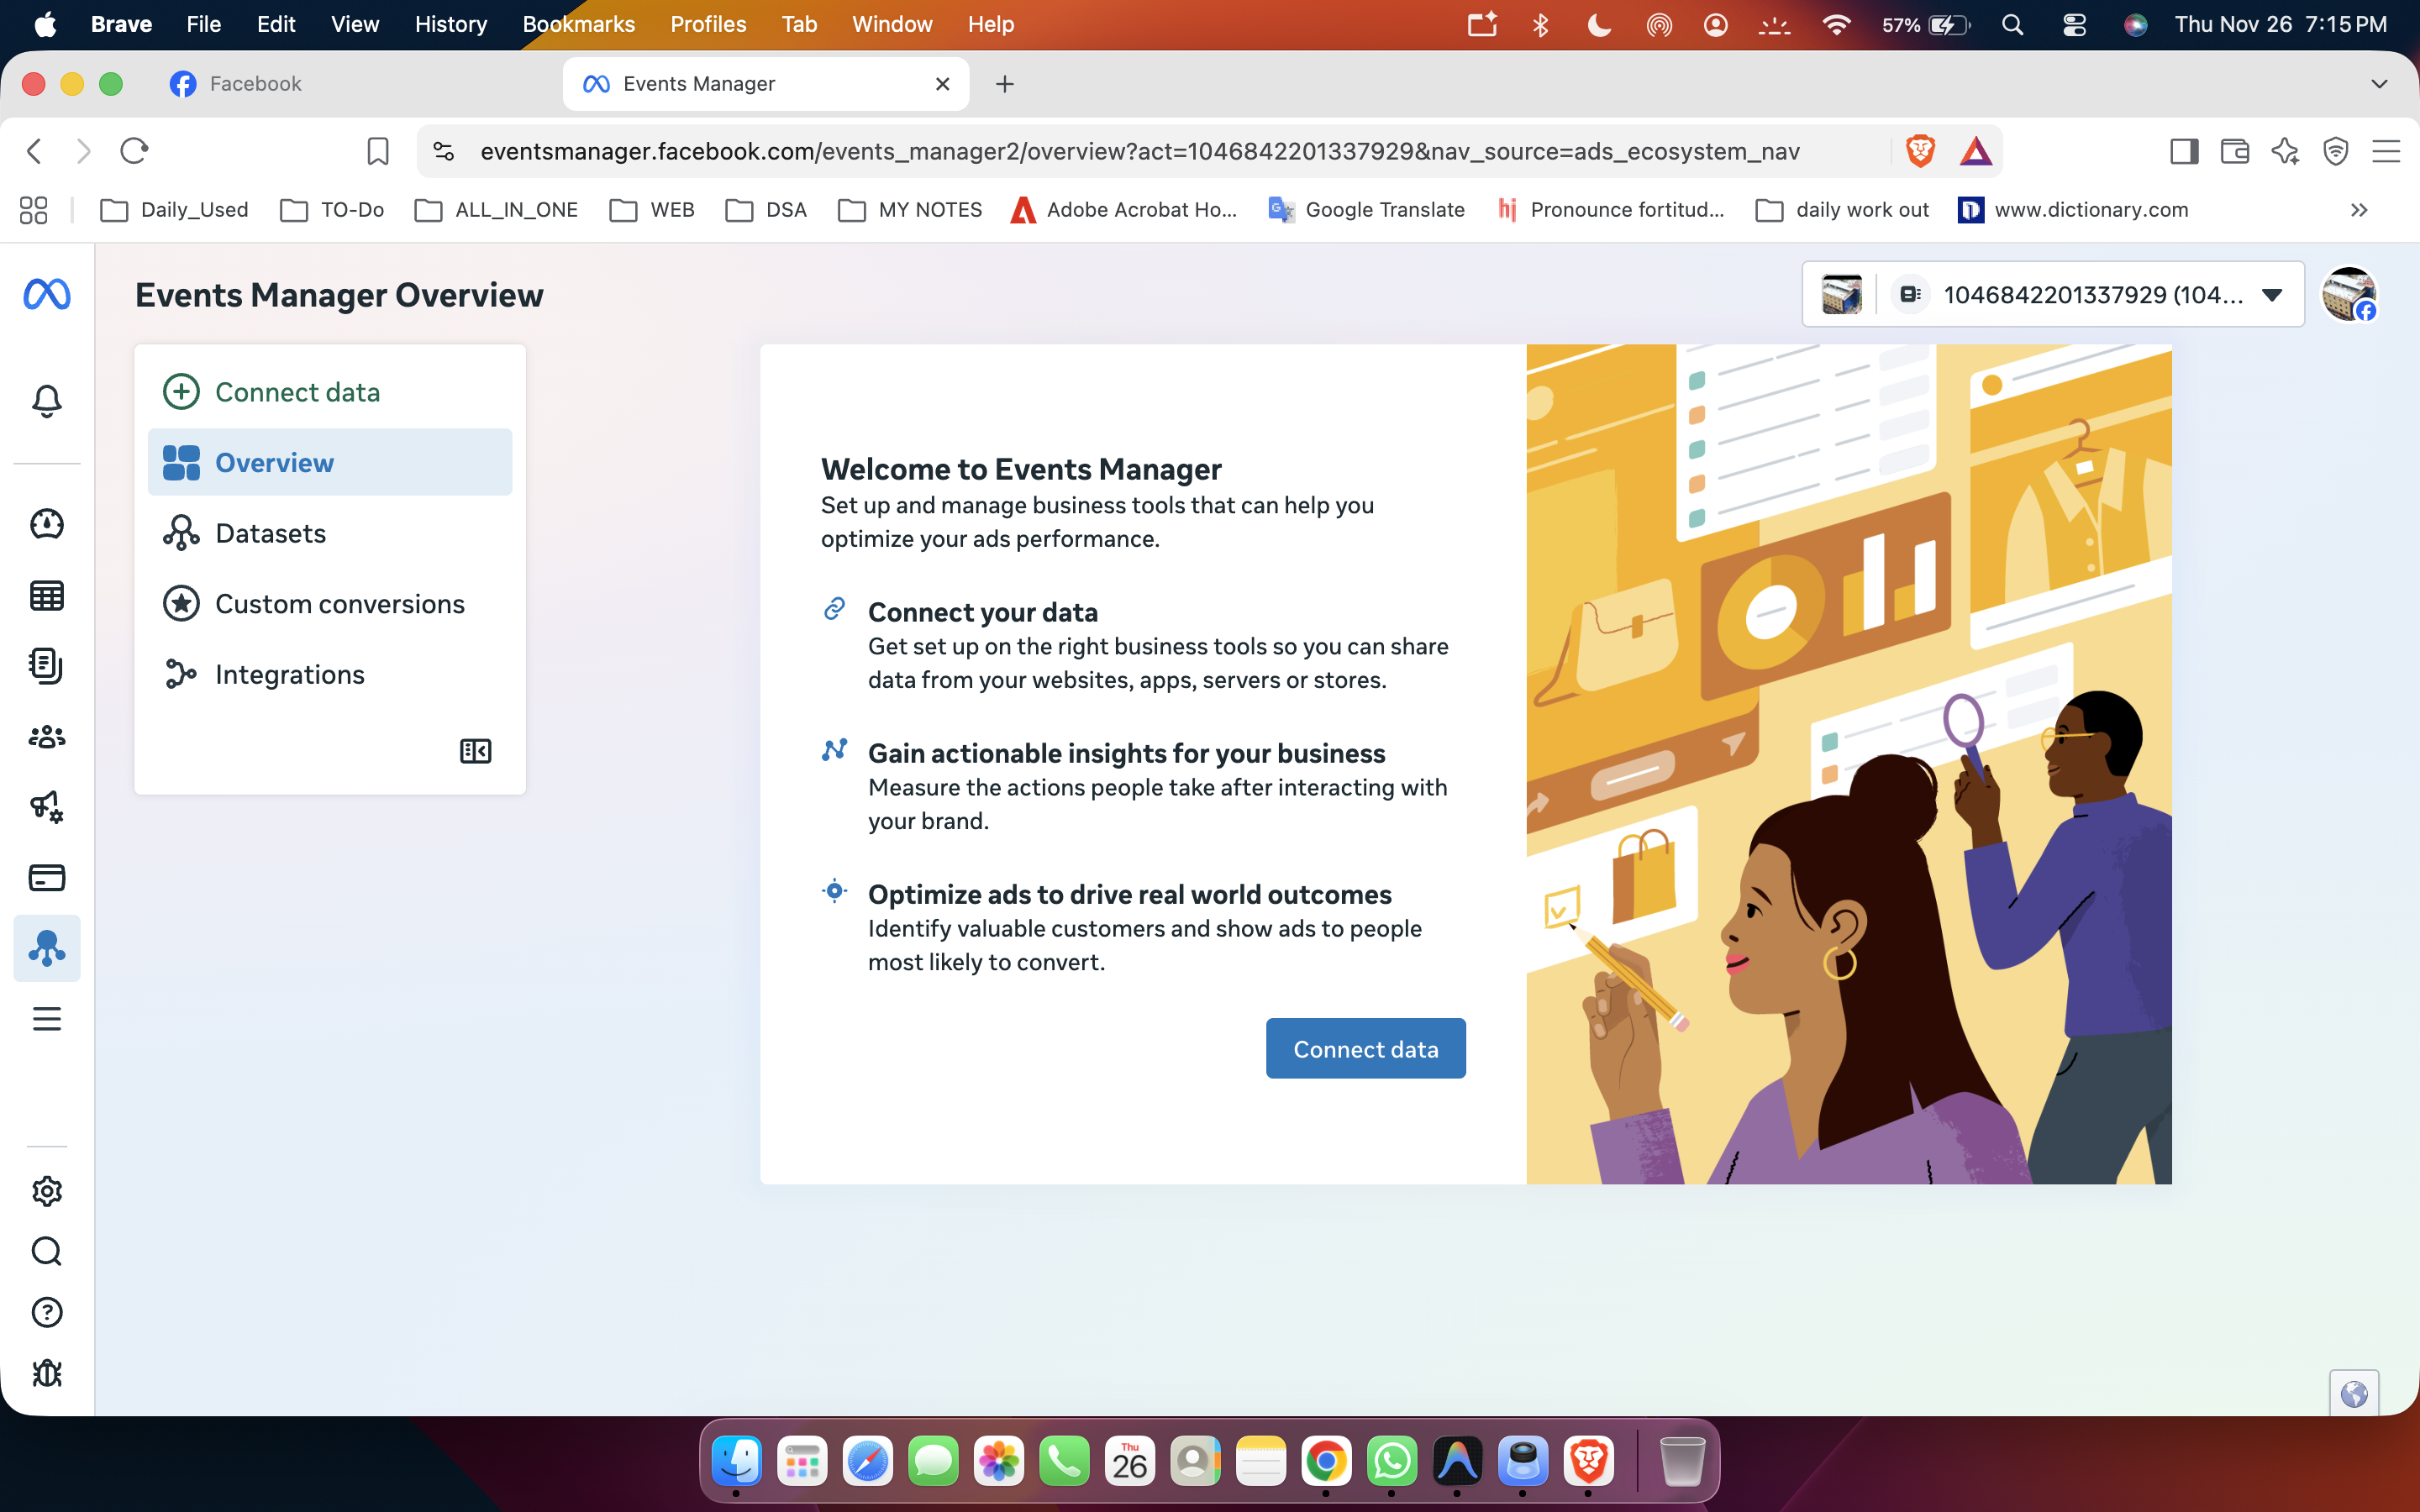 Brave File Edit View History Bookmarks Profiles Tab Window Help 57% Thu Nov 26 7:15 PM
Facebook Events Manager
eventsmanager.facebook.com/events_manager2/overview?act=1046842201337929&nav_source=ads_ecosystem_nav
Daily_Used TO-Do ALL_IN_ONE WEB DSA MY NOTES Adobe Acrobat Ho... Google Translate hj Pronounce fortitud... daily work out www.dictionary.com
Events Manager Overview
1046842201337929 (104...
Connect data
Overview
Datasets
Custom conversions
Integrations
Welcome to Events Manager
Set up and manage business tools that can help you
optimize your ads performance.
Connect your data
Get set up on the right business tools so you can share
data from your websites, apps, servers or stores.
Gain actionable insights for your business
Measure the actions people take after interacting with
your brand.
Optimize ads to drive real world outcomes
Identify valuable customers and show ads to people
most likely to convert.
Connect data
Thu
26